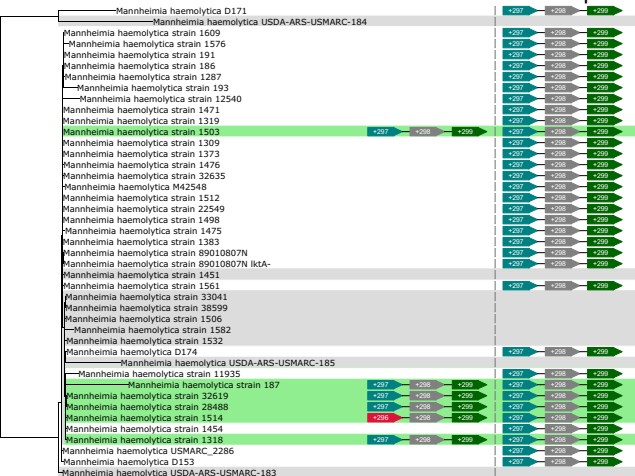 Mannheimia haemolytica D171 +297 +298 +299
Mannheimia haemolytica USDA-ARS-USMARC-184
Mannheimia haemolytica strain 1609 +297 +298 +299
Mannheimia haemolytica strain 1576 +297 +298 +299
Mannheimia haemolytica strain 191 +297 +298 +299
Mannheimia haemolytica strain 186 +297 +298 +299
Mannheimia haemolytica strain 1287 +297 +298 +299
Mannheimia haemolytica strain 193 +297 +298 +299
Mannheimia haemolytica strain 12540 +297 +298 +299
Mannheimia haemolytica strain 1471 +297 +298 +299
Mannheimia haemolytica strain 1319 +297 +298 +299
Mannheimia haemolytica strain 1503 +297 +298 +299 +297 +298 +299
Mannheimia haemolytica strain 1309 +297 +298 +299
Mannheimia haemolytica strain 1373 +297 +298 +299
Mannheimia haemolytica strain 1476 +297 +298 +299
Mannheimia haemolytica strain 32635 +297 +298 +299
Mannheimia haemolytica M42548 +297 +298 +299
Mannheimia haemolytica strain 1512 +297 +298 +299
Mannheimia haemolytica strain 22549 +297 +298 +299
Mannheimia haemolytica strain 1498 +297 +298 +299
Mannheimia haemolytica strain 1475 +297 +298 +299
Mannheimia haemolytica strain 1383 +297 +298 +299
Mannheimia haemolytica strain 89010807N +297 +298 +299
Mannheimia haemolytica strain 89010807N lktA- +297 +298 +299
Mannheimia haemolytica strain 1451
Mannheimia haemolytica strain 1561 +297 +298 +299
Mannheimia haemolytica strain 33041
Mannheimia haemolytica strain 38599
Mannheimia haemolytica strain 1506
Mannheimia haemolytica strain 1582
Mannheimia haemolytica strain 1532
Mannheimia haemolytica D174 +297 +298 +299
Mannheimia haemolytica USDA-ARS-USMARC-185
Mannheimia haemolytica strain 11935 +297 +298 +299
Mannheimia haemolytica strain 187 +297 +298 +299 +297 +298 +299
Mannheimia haemolytica strain 32619 +297 +298 +299 +297 +298 +299
Mannheimia haemolytica strain 28488 +297 +298 +299 +297 +298 +299
Mannheimia haemolytica strain 1514 +296 +298 +299 +297 +298 +299
Mannheimia haemolytica strain 1454 +297 +298 +299
Mannheimia haemolytica strain 1318 +297 +298 +299 +297 +298 +299
Mannheimia haemolytica USMARC_2286 +297 +298 +299
Mannheimia haemolytica D153 +297 +298 +299
Mannheimia haemolytica USDA-ARS-USMARC-183